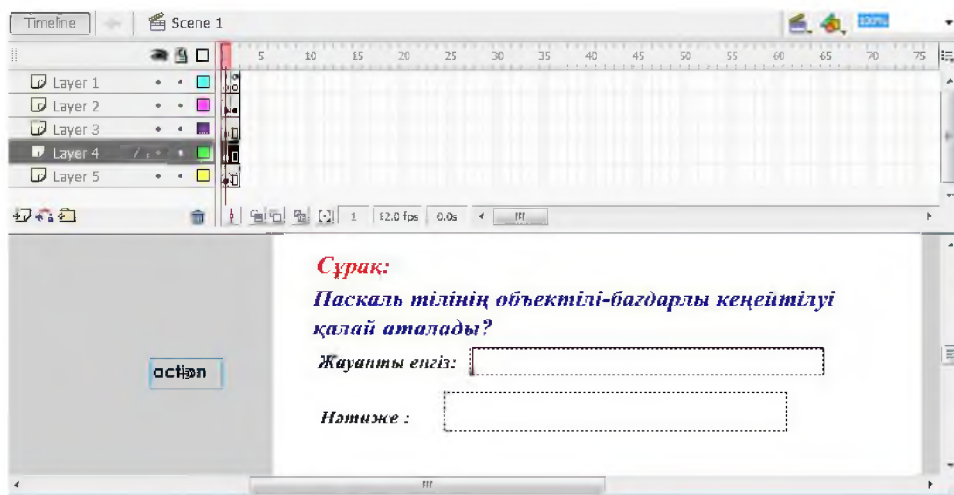 Timeline Scene 1 100%
5 10 15 20 25 30 35 40 45 50 55 60 65 70 75
Layer 1
Layer 2
Layer 3
Layer 4
Layer 5
1 12.0 fps 0.0s
Сұрақ:
Паскаль тілінің объектілі-бағдарлы кеңейтілуі
қалай аталады?
Жауапты енгіз:
action
Нәтиже :